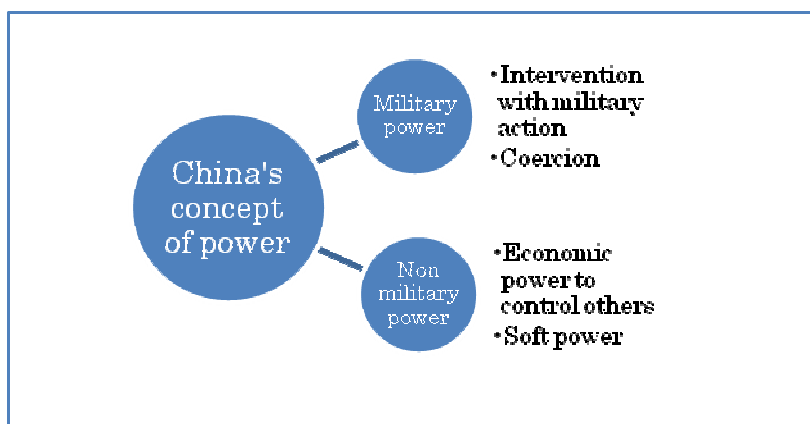 China's
concept
of power
Military
power
•Intervention
with military
action
•Coercion
Non
military
power
•Economic
power to
control others
•Soft power